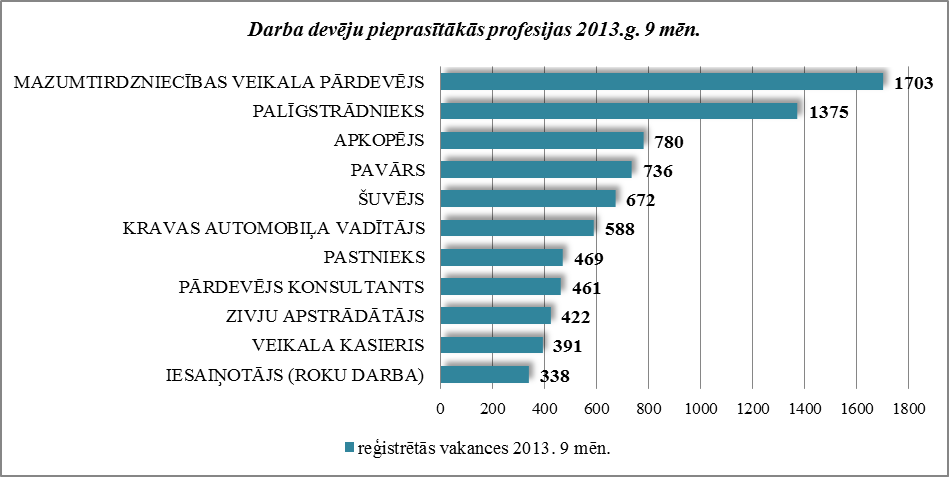 Darba devēju pieprasītākās profesijas 2013.g. 9 mēn.
MAZUMTIRDZNIECĪBAS VEIKALA PĀRDEVĒJS 1703
PALĪGSTRĀDNIEKS 1375
APKOPĒJS 780
PAVĀRS 736
ŠUVĒJS 672
KRAVAS AUTOMOBIĻA VADĪTĀJS 588
PASTNIEKS 469
PĀRDEVĒJS KONSULTANTS 461
ZIVJU APSTRĀDĀTĀJS 422
VEIKALA KASIERIS 391
IESAIŅOTĀJS (ROKU DARBA) 338
0 200 400 600 800 1000 1200 1400 1600 1800
reģistrētās vakances 2013. 9 mēn.